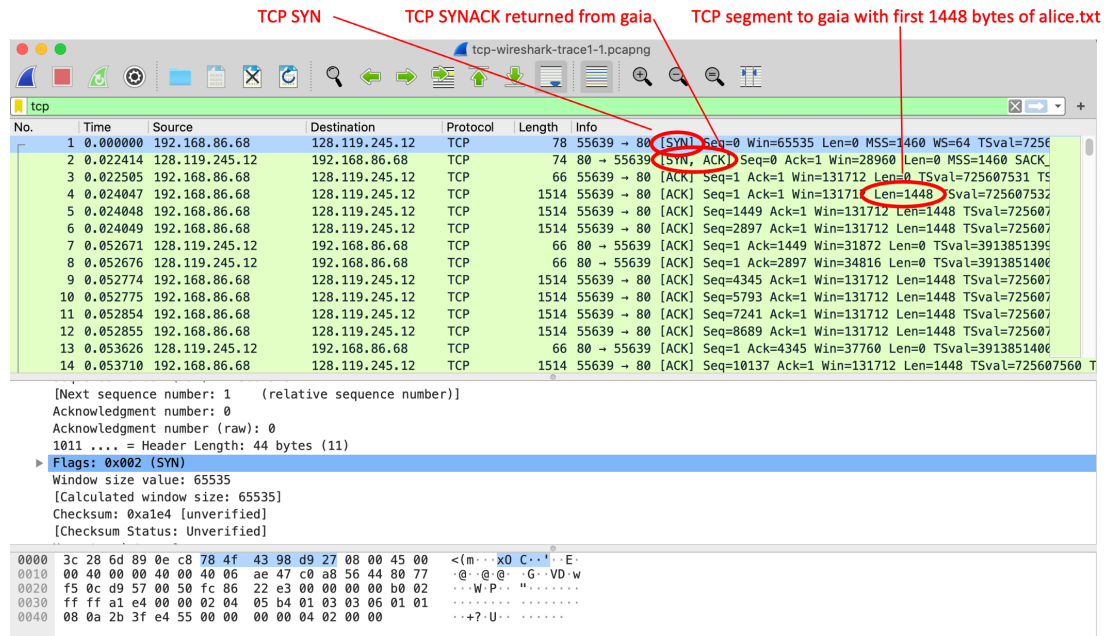 TCP SYN TCP SYNACK returned from gaia TCP segment to gaia with first 1448 bytes of alice.txt
tcp-wireshark-trace1-1.pcapng
tcp
No. Time Source Destination Protocol Length Info
1 0.000000 192.168.86.68 128.119.245.12 TCP 78 55639 → 80 [SYN] Seq=0 Win=65535 Len=0 MSS=1460 WS=64 TSval=7256
2 0.022414 128.119.245.12 192.168.86.68 TCP 74 80 → 55639 [SYN, ACK] Seq=0 Ack=1 Win=28960 Len=0 MSS=1460 SACK_
3 0.022505 192.168.86.68 128.119.245.12 TCP 66 55639 → 80 [ACK] Seq=1 Ack=1 Win=131712 Len=0 TSval=725607531 TS
4 0.024047 192.168.86.68 128.119.245.12 TCP 1514 55639 → 80 [ACK] Seq=1 Ack=1 Win=131712 Len=1448 TSval=725607532
5 0.024048 192.168.86.68 128.119.245.12 TCP 1514 55639 → 80 [ACK] Seq=1449 Ack=1 Win=131712 Len=1448 TSval=725607
6 0.024049 192.168.86.68 128.119.245.12 TCP 1514 55639 → 80 [ACK] Seq=2897 Ack=1 Win=131712 Len=1448 TSval=725607
7 0.052671 128.119.245.12 192.168.86.68 TCP 66 80 → 55639 [ACK] Seq=1 Ack=1449 Win=31872 Len=0 TSval=3913851399
8 0.052676 128.119.245.12 192.168.86.68 TCP 66 80 → 55639 [ACK] Seq=1 Ack=2897 Win=34816 Len=0 TSval=3913851400
9 0.052774 192.168.86.68 128.119.245.12 TCP 1514 55639 → 80 [ACK] Seq=4345 Ack=1 Win=131712 Len=1448 TSval=725607
10 0.052775 192.168.86.68 128.119.245.12 TCP 1514 55639 → 80 [ACK] Seq=5793 Ack=1 Win=131712 Len=1448 TSval=725607
11 0.052854 192.168.86.68 128.119.245.12 TCP 1514 55639 → 80 [ACK] Seq=7241 Ack=1 Win=131712 Len=1448 TSval=725607
12 0.052855 192.168.86.68 128.119.245.12 TCP 1514 55639 → 80 [ACK] Seq=8689 Ack=1 Win=131712 Len=1448 TSval=725607
13 0.053626 128.119.245.12 192.168.86.68 TCP 66 80 → 55639 [ACK] Seq=1 Ack=4345 Win=37760 Len=0 TSval=3913851400
14 0.053710 192.168.86.68 128.119.245.12 TCP 1514 55639 → 80 [ACK] Seq=10137 Ack=1 Win=131712 Len=1448 TSval=725607560 T
[Next sequence number: 1 (relative sequence number)]
Acknowledgment number: 0
Acknowledgment number (raw): 0
1011 .... = Header Length: 44 bytes (11)
Flags: 0x002 (SYN)
Window size value: 65535
[Calculated window size: 65535]
Checksum: 0xa1e4 [unverified]
[Checksum Status: Unverified]
0000 3c 28 6d 89 0e c8 78 4f 43 98 d9 27 08 00 45 00 <(m···xO C··'··E·
0010 00 40 00 00 40 00 40 06 ae 47 c0 a8 56 44 80 77 ·@··@·@· ·G··VD·w
0020 f5 0c d9 57 00 50 fc 86 22 e3 00 00 00 00 b0 02 ···W·P·· "·······
0030 ff ff a1 e4 00 00 02 04 05 b4 01 03 03 06 01 01 ········ ········
0040 08 0a 2b 3f e4 55 00 00 00 00 04 02 00 00 ··+?·U·· ······